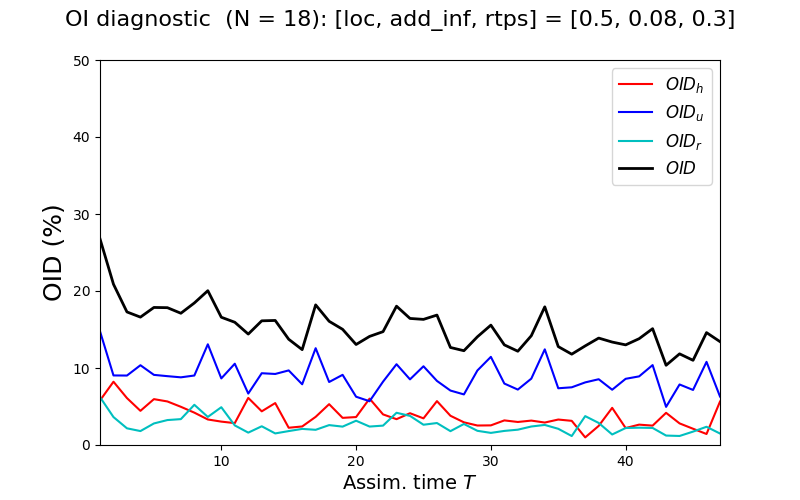 OI diagnostic (N = 18): [loc, add_inf, rtps] = [0.5, 0.08, 0.3]
50
40
30
20
10
0
OID (%)
OID_h
OID_u
OID_r
OID
10
20
30
40
Assim. time T